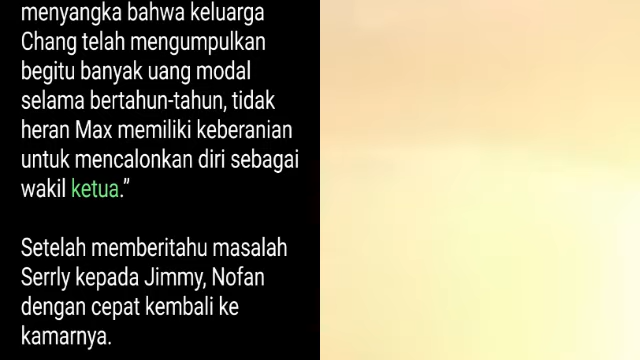 menyangka bahwa keluarga
Chang telah mengumpulkan
begitu banyak uang modal
selama bertahun-tahun, tidak
heran Max memiliki keberanian
untuk mencalonkan diri sebagai
wakil ketua.”
Setelah memberitahu masalah
Serrly kepada Jimmy, Nofan
dengan cepat kembali ke
kamarnya.